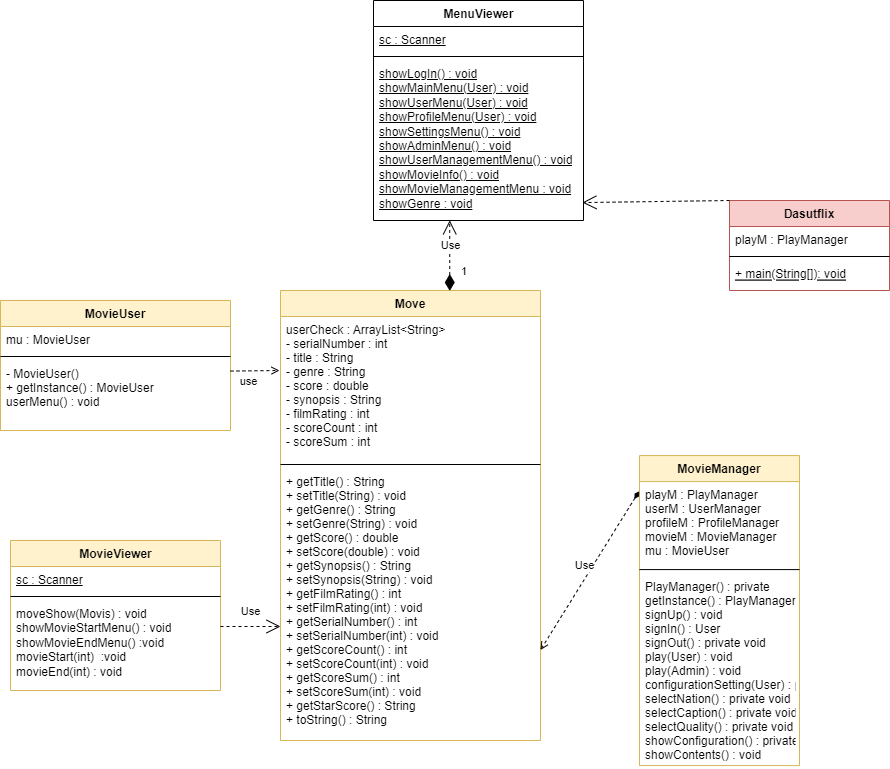 MenuViewer
sc : Scanner
showLogIn() : void
showMainMenu(User) : void
showUserMenu(User) : void
showProfileMenu(User) : void
showSettingsMenu() : void
showAdminMenu() : void
showUserManagementMenu() : void
showMovieInfo() : void
showMovieManagementMenu : void
showGenre : void
Dasutflix
playM : PlayManager
+ main(String[]): void
Use
1
MovieUser
mu : MovieUser
- MovieUser()
+ getInstance() : MovieUser
userMenu() : void
use
Move
userCheck : ArrayList<String>
- serialNumber : int
- title : String
- genre : String
- score : double
- synopsis : String
- filmRating : int
- scoreCount : int
- scoreSum : int
+ getTitle() : String
+ setTitle(String) : void
+ getGenre() : String
+ setGenre(String) : void
+ getScore() : double
+ setScore(double) : void
+ getSynopsis() : String
+ setSynopsis(String) : void
+ getFilmRating() : int
+ setFilmRating(int) : void
+ getSerialNumber() : int
+ setSerialNumber(int) : void
+ getScoreCount() : int
+ setScoreCount(int) : void
+ getScoreSum() : int
+ setScoreSum(int) : void
+ getStarScore() : String
+ toString() : String
MovieViewer
sc : Scanner
moveShow(Movis) : void
showMovieStartMenu() : void
showMovieEndMenu() :void
movieStart(int)  :void
movieEnd(int) : void
Use
Use
MovieManager
playM : PlayManager
userM : UserManager
profileM : ProfileManager
movieM : MovieManager
mu : MovieUser
PlayManager() : private
getInstance() : PlayManager
signUp() : void
signIn() : User
signOut() : private void
play(User) : void
play(Admin) : void
configurationSetting(User) :
selectNation() : private void
selectCaption() : private void
selectQuality() : private void
showConfiguration() : private
showContents() : void